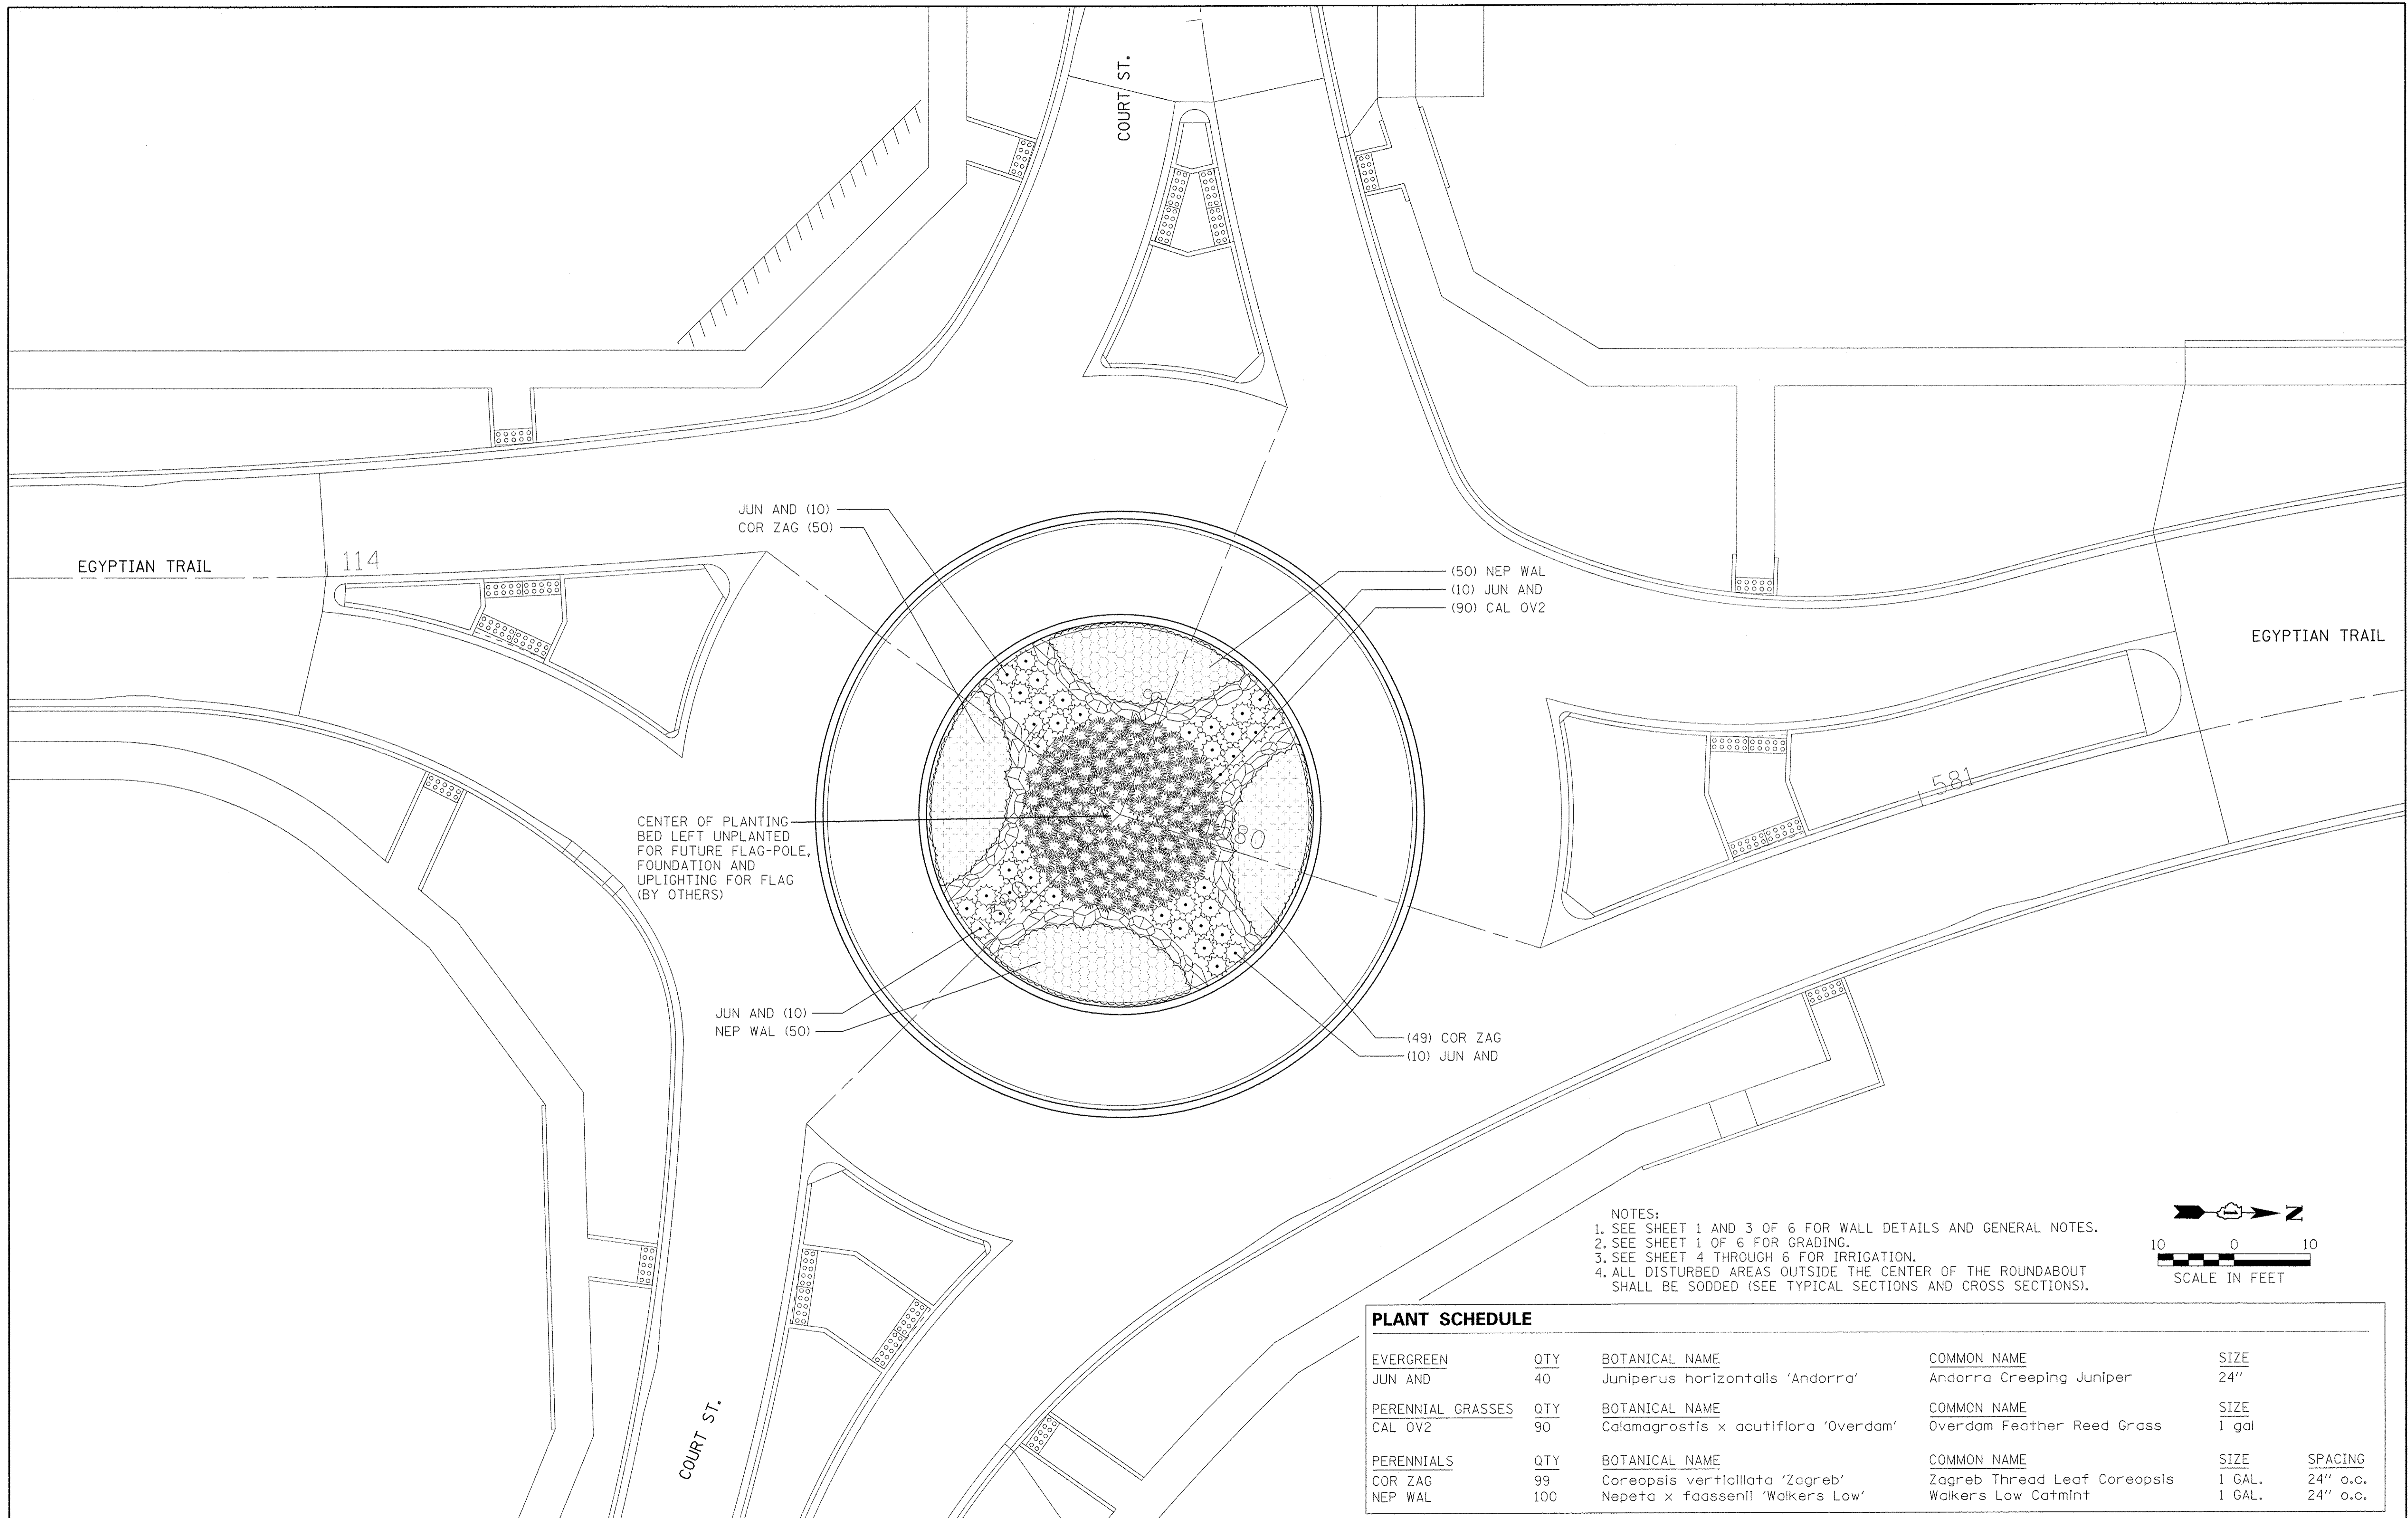 COURT ST.
JUN AND (10)
COR ZAG (50)
EGYPTIAN TRAIL
114
(50) NEP WAL
(10) JUN AND
(90) CAL OV2
EGYPTIAN TRAIL
581
80
CENTER OF PLANTING
BED LEFT UNPLANTED
FOR FUTURE FLAG-POLE,
FOUNDATION AND
UPLIGHTING FOR FLAG
(BY OTHERS)
JUN AND (10)
NEP WAL (50)
(49) COR ZAG
(10) JUN AND
COURT ST.
NOTES:
1. SEE SHEET 1 AND 3 OF 6 FOR WALL DETAILS AND GENERAL NOTES.
2. SEE SHEET 1 OF 6 FOR GRADING.
3. SEE SHEET 4 THROUGH 6 FOR IRRIGATION.
4. ALL DISTURBED AREAS OUTSIDE THE CENTER OF THE ROUNDABOUT
SHALL BE SODDED (SEE TYPICAL SECTIONS AND CROSS SECTIONS).
N
10 0 10
SCALE IN FEET
PLANT SCHEDULE
EVERGREEN QTY BOTANICAL NAME COMMON NAME SIZE
JUN AND 40 Juniperus horizontalis 'Andorra' Andorra Creeping Juniper 24"
PERENNIAL GRASSES QTY BOTANICAL NAME COMMON NAME SIZE
CAL OV2 90 Calamagrostis x acutiflora 'Overdam' Overdam Feather Reed Grass 1 gal
PERENNIALS QTY BOTANICAL NAME COMMON NAME SIZE SPACING
COR ZAG 99 Coreopsis verticillata 'Zagreb' Zagreb Thread Leaf Coreopsis 1 GAL. 24" o.c.
NEP WAL 100 Nepeta x faassenii 'Walkers Low' Walkers Low Catmint 1 GAL. 24" o.c.